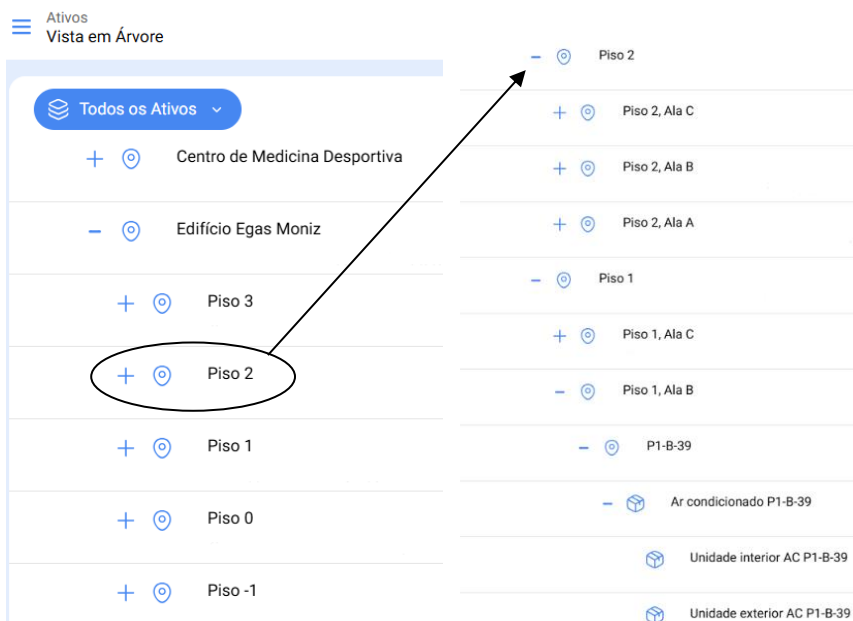 Ativos
Vista em Árvore
Todos os Ativos
Centro de Medicina Desportiva
Edifício Egas Moniz
Piso 3
Piso 2
Piso 1
Piso 0
Piso -1
Piso 2
Piso 2, Ala C
Piso 2, Ala B
Piso 2, Ala A
Piso 1
Piso 1, Ala C
Piso 1, Ala B
P1-B-39
Ar condicionado P1-B-39
Unidade interior AC P1-B-39
Unidade exterior AC P1-B-39